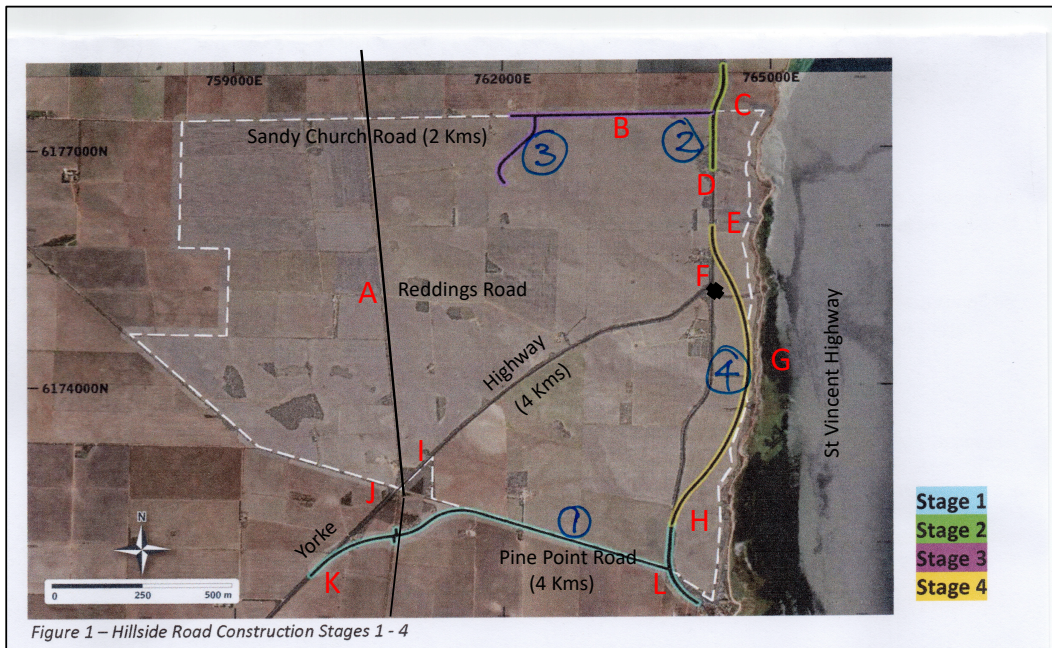 759000E
762000E
765000E
C
Sandy Church Road (2 Kms)
B
2
3
6177000N
D
E
A
Reddings Road
F
G
St Vincent Highway
Highway
(4 Kms)
4
6174000N
I
J
H
Yorke
1
Pine Point Road
(4 Kms)
K
L
N
0
250
500 m
Stage 1
Stage 2
Stage 3
Stage 4
Figure 1 – Hillside Road Construction Stages 1 - 4